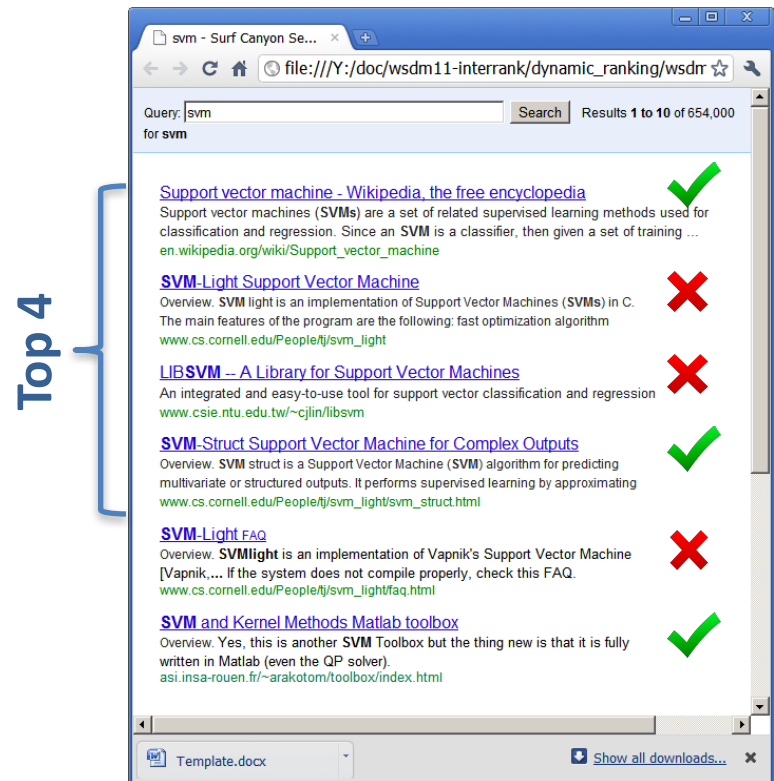 svm - Surf Canyon Se...
file:///Y:/doc/wsdm11-interrank/dynamic_ranking/wsdm
Query: svm Search Results 1 to 10 of 654,000
for svm
Top 4
Support vector machine - Wikipedia, the free encyclopedia
Support vector machines (SVMs) are a set of related supervised learning methods used for
classification and regression. Since an SVM is a classifier, then given a set of training ...
en.wikipedia.org/wiki/Support_vector_machine
SVM-Light Support Vector Machine
Overview. SVM light is an implementation of Support Vector Machines (SVMs) in C.
The main features of the program are the following: fast optimization algorithm
www.cs.cornell.edu/People/tj/svm_light
LIBSVM -- A Library for Support Vector Machines
An integrated and easy-to-use tool for support vector classification and regression
www.csie.ntu.edu.tw/~cjlin/libsvm
SVM-Struct Support Vector Machine for Complex Outputs
Overview. SVM struct is a Support Vector Machine (SVM) algorithm for predicting
multivariate or structured outputs. It performs supervised learning by approximating
www.cs.cornell.edu/People/tj/svm_light/svm_struct.html
SVM-Light FAQ
Overview. SVMlight is an implementation of Vapnik's Support Vector Machine
[Vapnik,... If the system does not compile properly, check this FAQ.
www.cs.cornell.edu/People/tj/svm_light/faq.html
SVM and Kernel Methods Matlab toolbox
Overview. Yes, this is another SVM Toolbox but the thing new is that it is fully
written in Matlab (even the QP solver).
asi.insa-rouen.fr/~arakotom/toolbox/index.html
Template.docx Show all downloads...